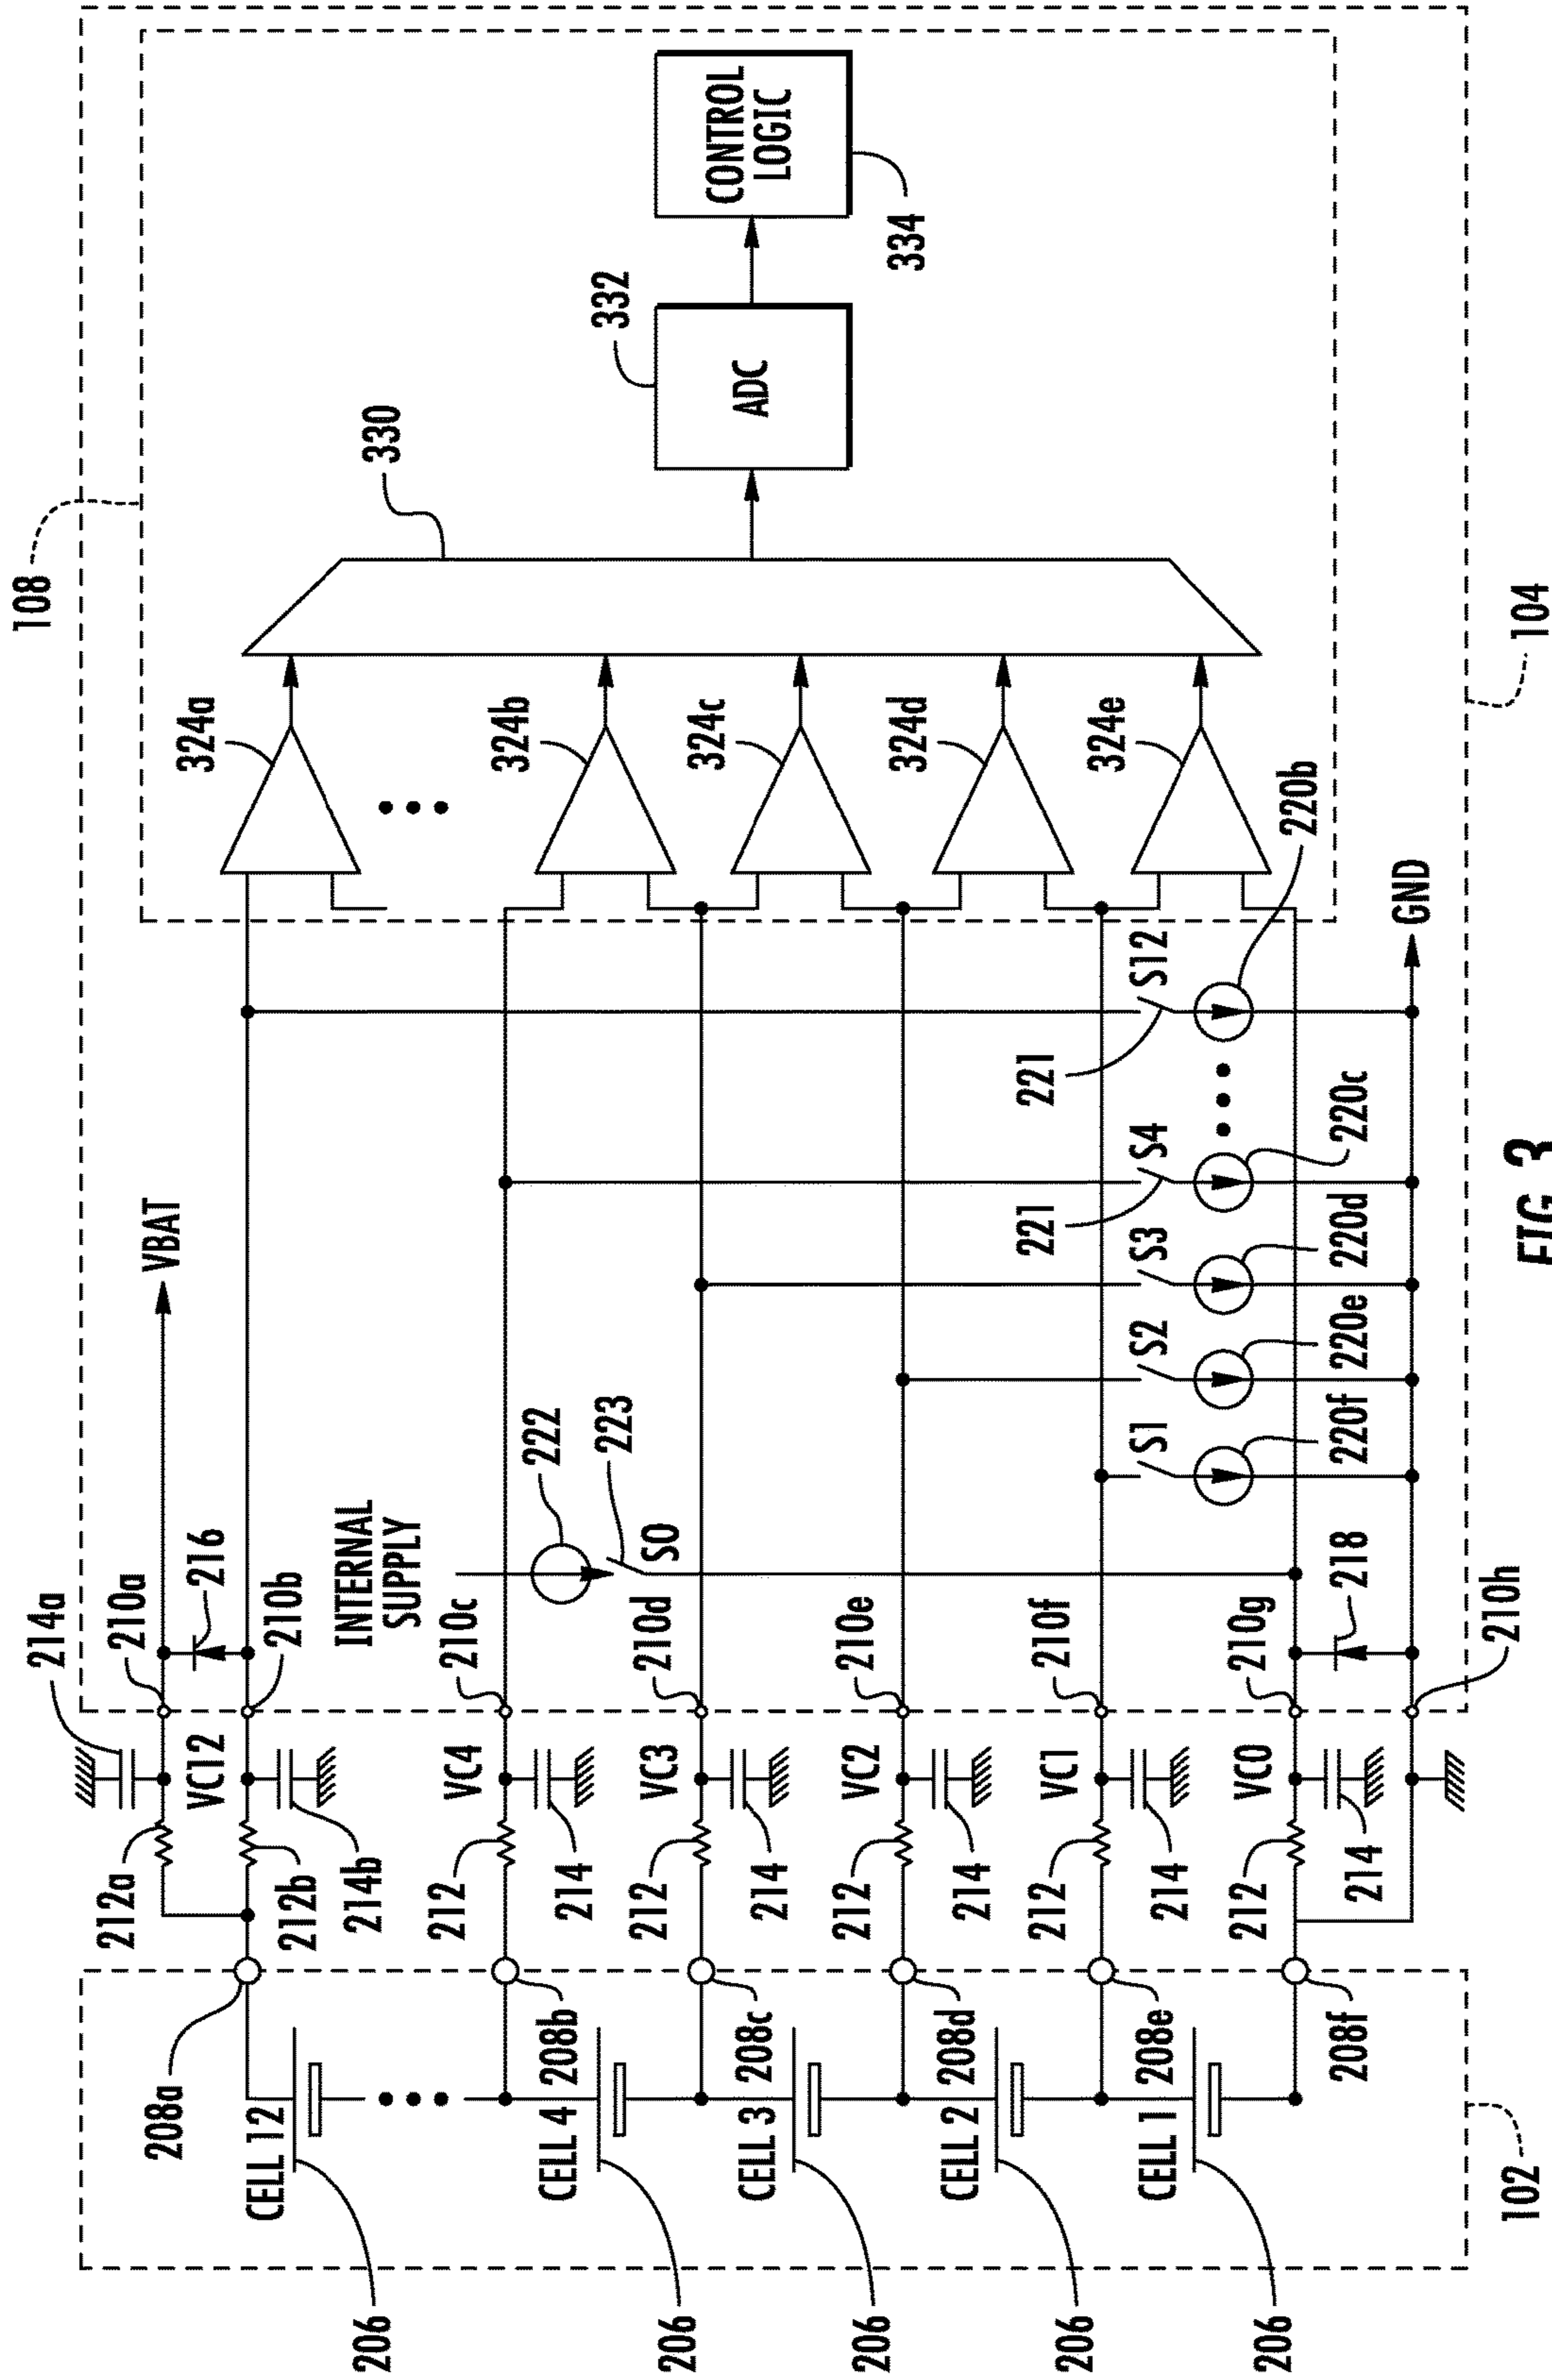 108
104
324a
324b
324c
324d
324e
330
332
ADC
CONTROL
LOGIC
334
VBAT
GND
INTERNAL
SUPPLY
222
223
S0
S1
S2
S3
S4
S12
221
221
220f
220e
220d
220c
220b
214a
210a
216
210b
210c
210d
210e
210f
210g
218
210h
VC12
VC4
VC3
VC2
VC1
VC0
212a
212b
214b
212
214
212
214
212
214
212
214
212
214
208a
208b
208c
208d
208e
208f
CELL 12
CELL 4
CELL 3
CELL 2
CELL 1
206
206
206
206
206
102
FIG. 3